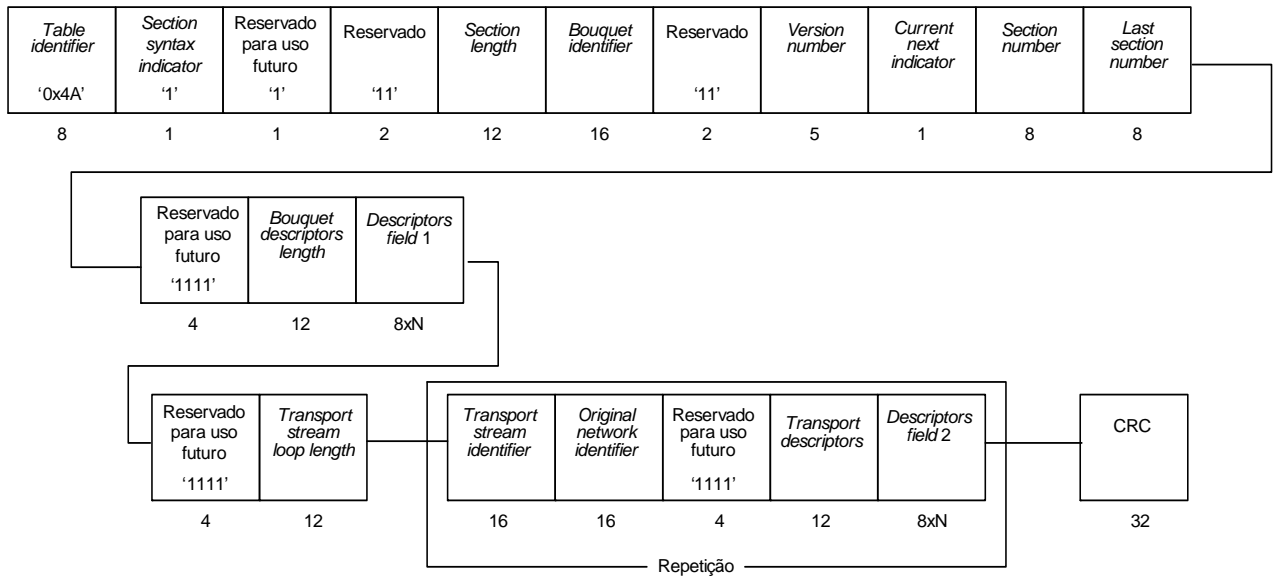 Table identifier '0x4A'
Section syntax indicator '1'
Reservado para uso futuro '1'
Reservado '11'
Section length
Bouquet identifier
Reservado '11'
Version number
Current next indicator
Section number
Last section number
8 1 1 2 12 16 2 5 1 8 8
Reservado para uso futuro '1111'
Bouquet descriptors length
Descriptors field 1
4 12 8xN
Reservado para uso futuro '1111'
Transport stream loop length
Transport stream identifier
Original network identifier
Reservado para uso futuro '1111'
Transport descriptors
Descriptors field 2
CRC
4 12 16 16 4 12 8xN 32
Repetição